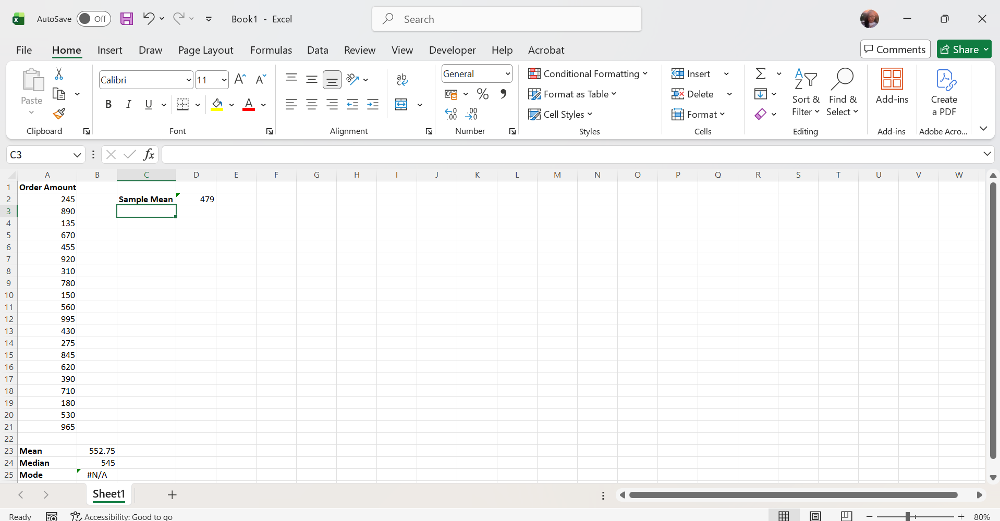 AutoSave Off Book1 - Excel Search
File Home Insert Draw Page Layout Formulas Data Review View Developer Help Acrobat Comments Share
Paste
Clipboard
Calibri 11
B I U A
Font
ab
Alignment
General
% 9
Number
Conditional Formatting
Format as Table
Cell Styles
Styles
Insert
Delete
Format
Cells
Sort & Filter
Find & Select
Editing
Add-ins
Add-ins
Create a PDF
Adobe Acro...
C3 fx
A B C D E F G H I J K L M N O P Q R S T U V W
1 Order Amount
2 245 Sample Mean 479
3 890
4 135
5 670
6 455
7 920
8 310
9 780
10 150
11 560
12 995
13 430
14 275
15 845
16 620
17 390
18 710
19 180
20 530
21 965
22
23 Mean 552.75
24 Median 545
25 Mode #N/A
Sheet1
Ready Accessibility: Good to go 80%